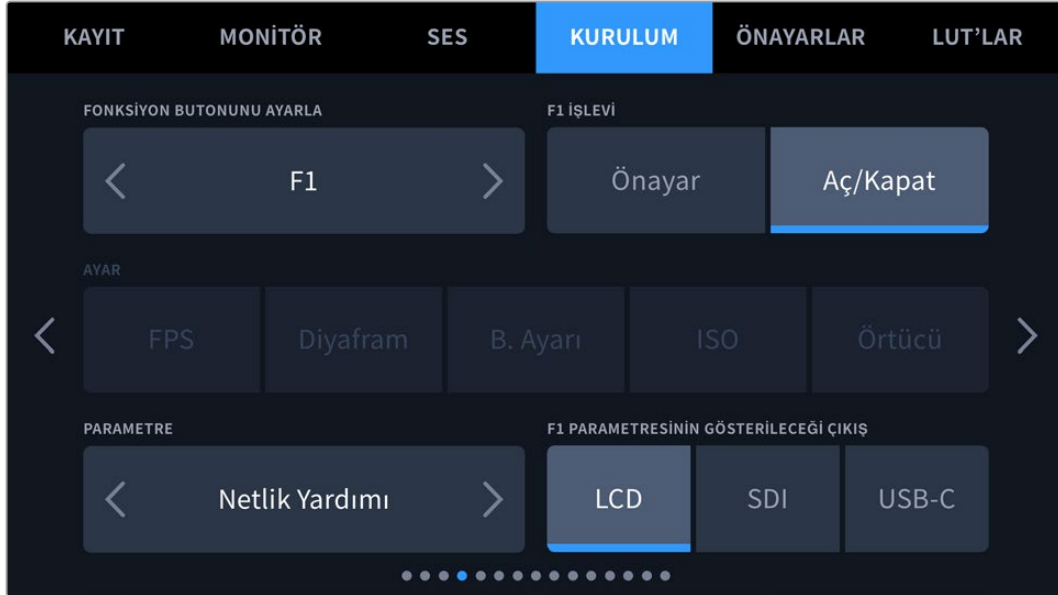 KAYIT MONİTÖR SES KURULUM ÖNAYARLAR LUT’LAR
FONKSİYON BUTONUNU AYARLA F1 İŞLEVİ
F1 Önayar Aç/Kapat
AYAR
FPS Diyafram B. Ayarı ISO Örtücü
PARAMETRE F1 PARAMETRESİNİN GÖSTERİLECEĞİ ÇIKIŞ
Netlik Yardımı LCD SDI USB-C